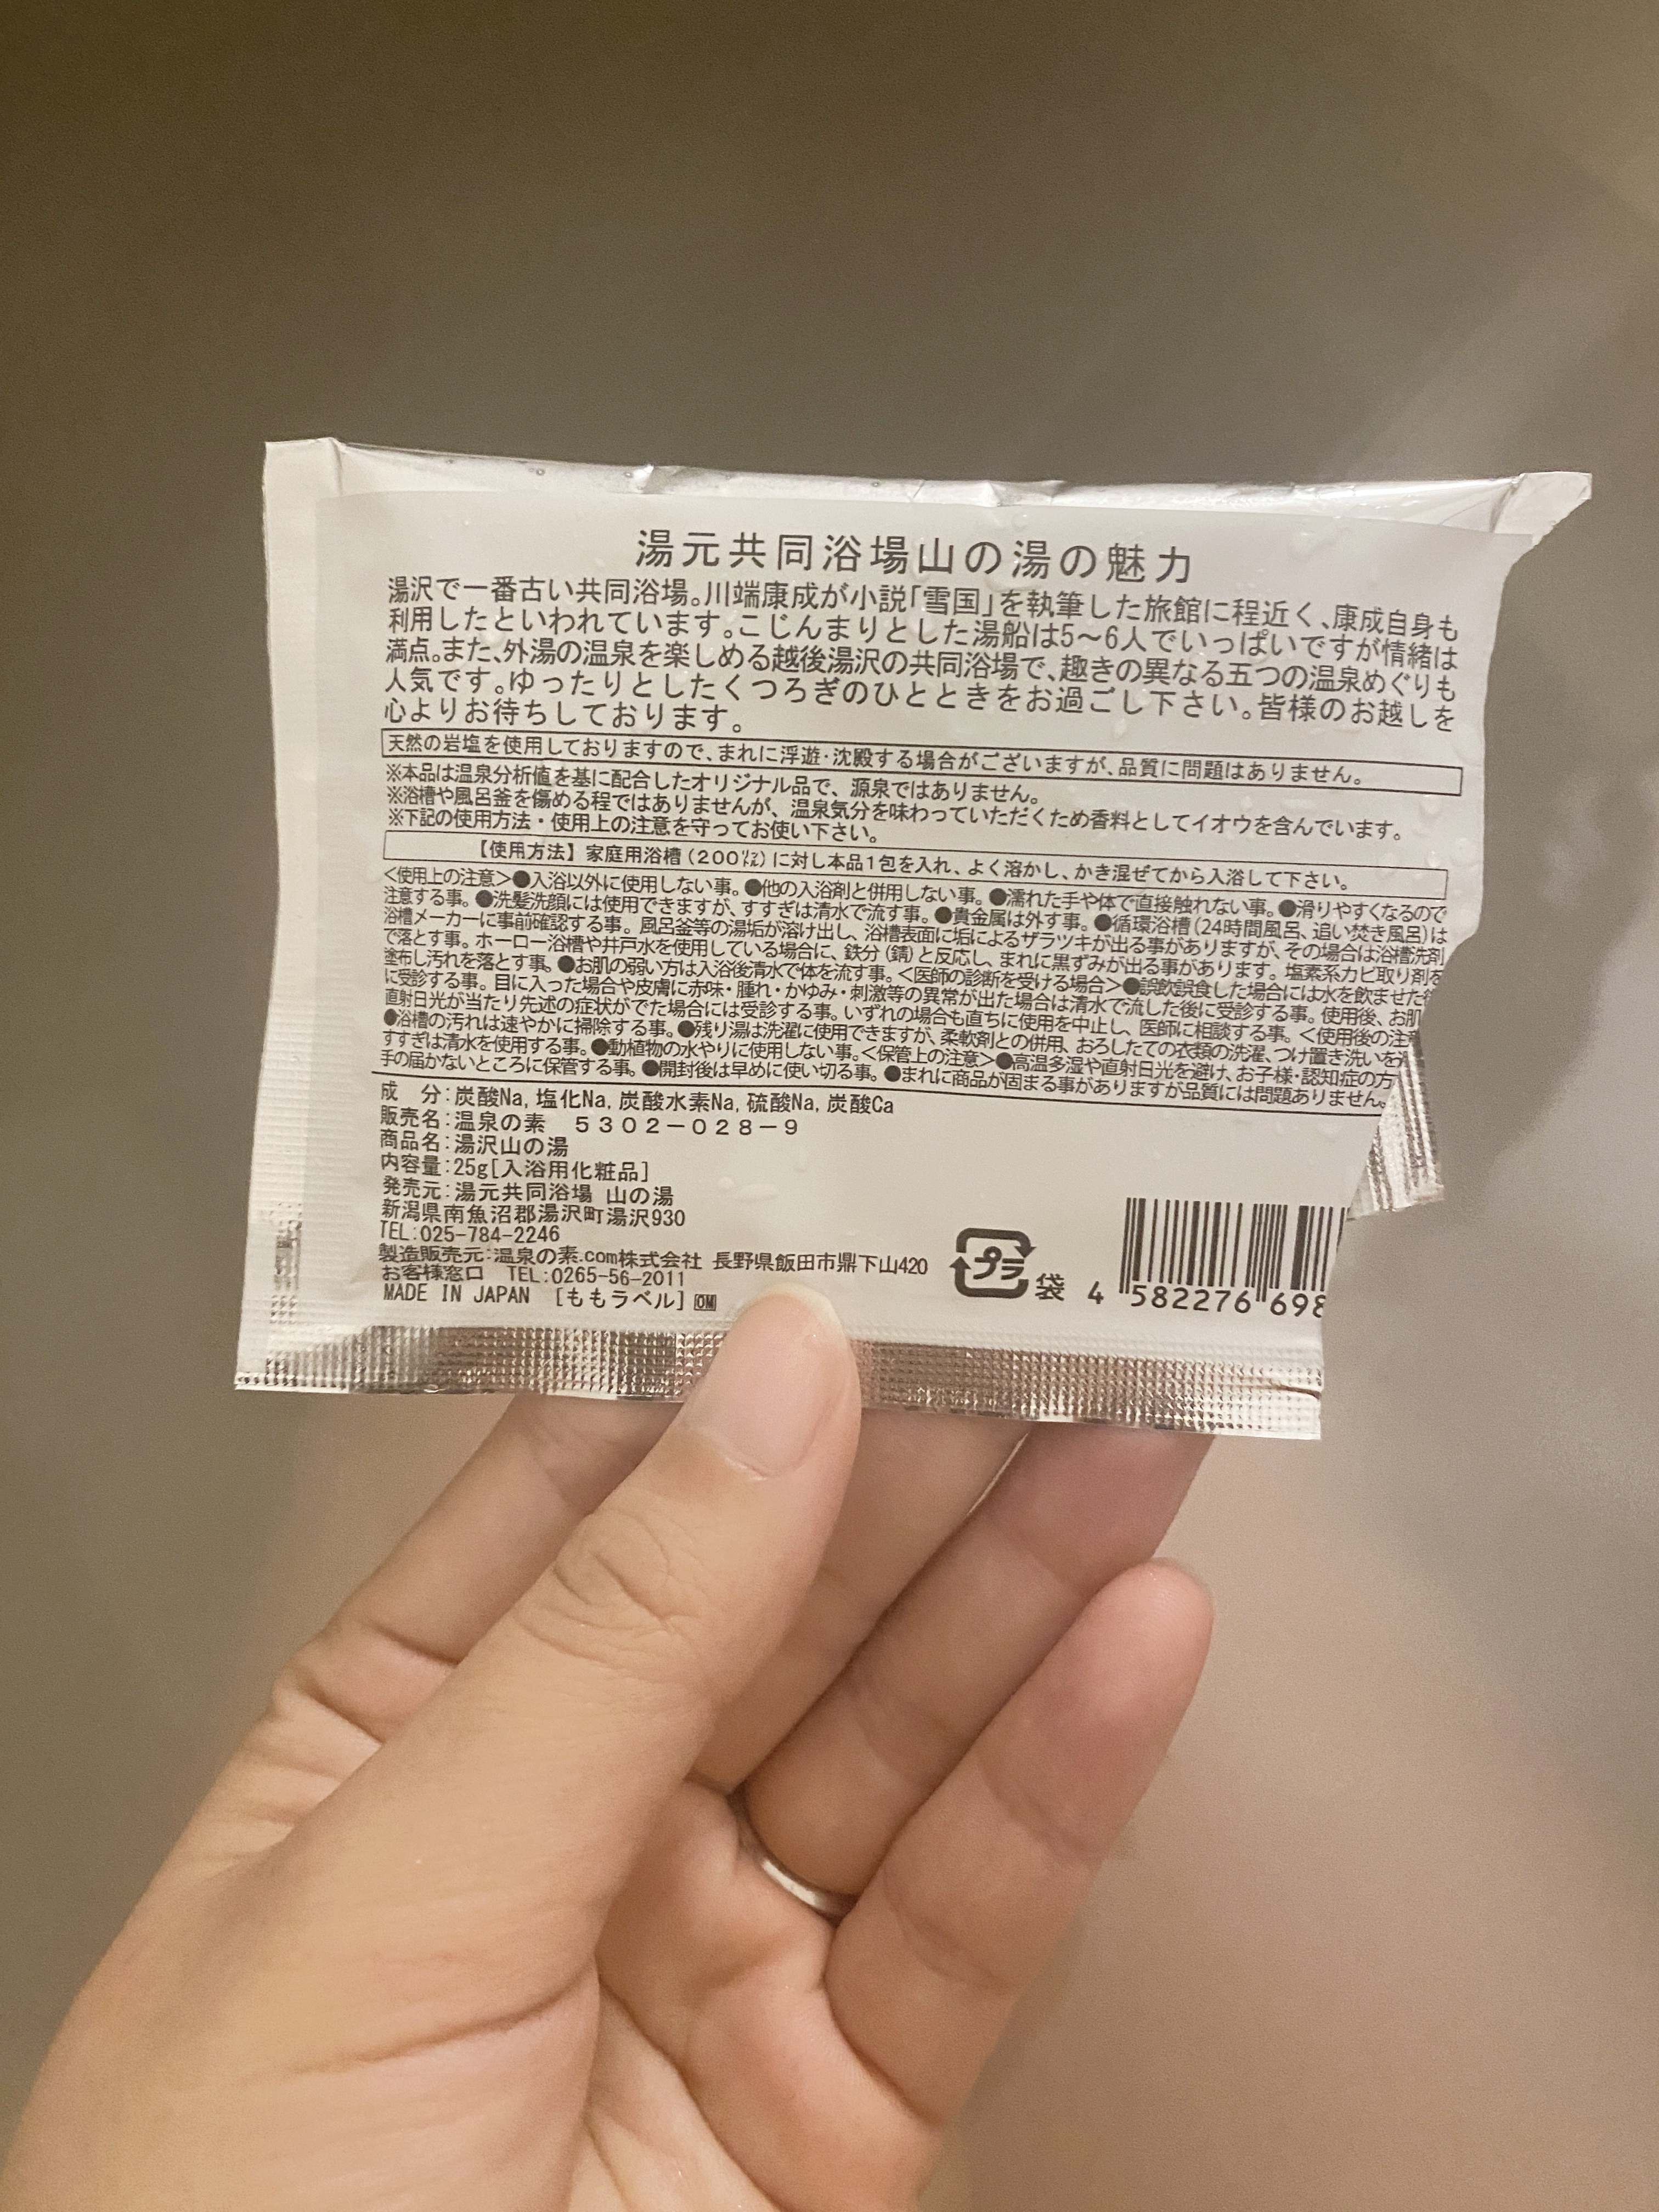 湯元共同浴場山の湯の魅力
湯沢で一番古い共同浴場。川端康成が小説「雪国」を執筆した旅館に程近く、康成自身も
利用したといわれています。こじんまりとした湯船は5～6人でいっぱいですが情緒は
満点。また、外湯の温泉を楽しめる越後湯沢の共同浴場で、趣きの異なる五つの温泉めぐりも
人気です。ゆったりとしたくつろぎのひとときをお過ごし下さい。皆様のお越しを
心よりお待ちしております。
天然の岩塩を使用しておりますので、まれに浮遊・沈殿する場合がございますが、品質に問題はありません。
※本品は温泉分析値を基に配合したオリジナル品で、源泉ではありません。
※浴槽や風呂釜を傷める程ではありませんが、温泉気分を味わっていただくため香料としてイオウを含んでいます。
※下記の使用方法・使用上の注意を守ってお使い下さい。
【使用方法】家庭用浴槽(200㍑)に対し本品1包を入れ、よく溶かし、かき混ぜてから入浴して下さい。
<使用上の注意>●入浴以外に使用しない事。●他の入浴剤と併用しない事。●濡れた手や体で直接触れない事。●滑りやすくなるので
注意する事。●洗髪洗顔には使用できますが、すすぎは清水で流す事。●貴金属は外す事。●循環浴槽(24時間風呂、追い焚き風呂)は
浴槽メーカーに事前確認する事。風呂釜等の湯垢が溶け出し、浴槽表面に垢によるザラツキが出る事がありますが、その場合は浴槽洗剤
で落とす事。ホーロー浴槽や井戸水を使用している場合に、鉄分(錆)と反応し、まれに黒ずみが出る事があります。塩素系カビ取り剤を
塗布し汚れを落とす事。●お肌の弱い方は入浴後清水で体を流す事。<医師の診断を受ける場合>●誤飲誤食した場合には水を飲ませた後
に受診する事。目に入った場合や皮膚に赤味・腫れ・かゆみ・刺激等の異常が出た場合は清水で流した後に受診する事。使用後、お肌
直射日光が当たり先述の症状がでた場合には受診する事。いずれの場合も直ちに使用を中止し、医師に相談する事。<使用後の注意
●浴槽の汚れは速やかに掃除する事。●残り湯は洗濯に使用できますが、柔軟剤との併用、おろしたての衣類の洗濯、つけ置き洗いを
すすぎは清水を使用する事。●動植物の水やりに使用しない事。<保管上の注意>●高温多湿や直射日光を避け、お子様・認知症の方
手の届かないところに保管する事。●開封後は早めに使い切る事。●まれに商品が固まる事がありますが品質には問題ありません。
成　分：炭酸Na, 塩化Na, 炭酸水素Na, 硫酸Na, 炭酸Ca
販売名：温泉の素　５３０２－０２８－９
商品名：湯沢山の湯
内容量：25g[入浴用化粧品]
発売元：湯元共同浴場 山の湯
新潟県南魚沼郡湯沢町湯沢930
TEL:025-784-2246
製造販売元：温泉の素.com株式会社 長野県飯田市鼎下山420
お客様窓口　TEL:0265-56-2011
MADE IN JAPAN　[ももラベル] OM
プラ
袋
4 582276 698